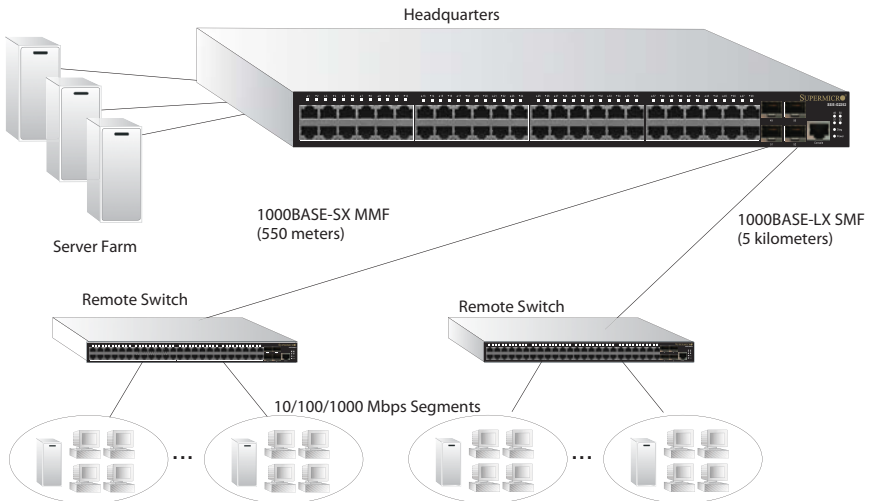 Headquarters
SUPERMICRO
Server Farm
1000BASE-SX MMF
(550 meters)
1000BASE-LX SMF
(5 kilometers)
Remote Switch
Remote Switch
10/100/1000 Mbps Segments
...
...